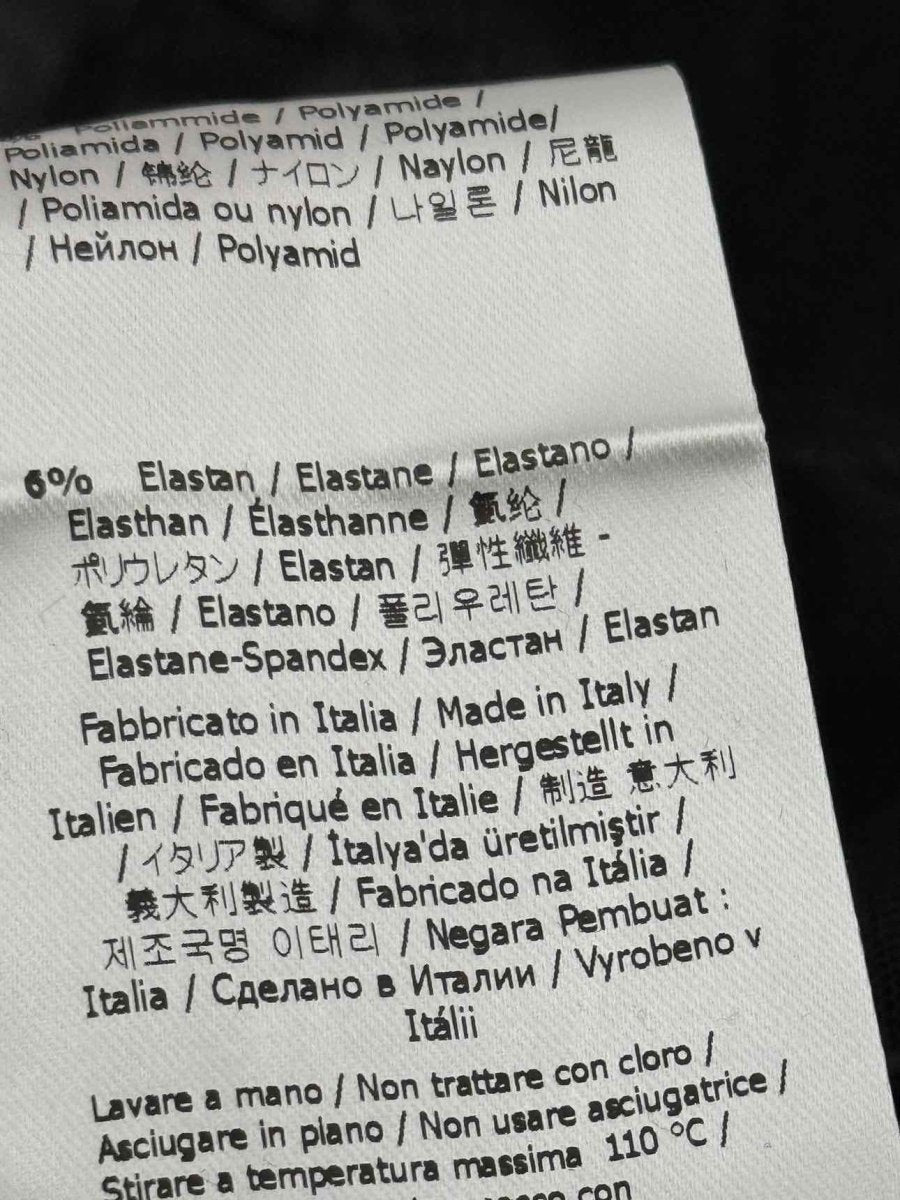 Poliammide / Polyamide /
Poliamida / Polyamid / Polyamide/
Nylon / 锦纶 / ナイロン / Naylon / 尼龍
/ Poliamida ou nylon / 나일론 / Nilon
/ Нейлон / Polyamid
6% Elastan / Elastane / Elastano /
Elasthan / Élasthanne / 氨纶 /
ポリウレタン / Elastan / 彈性纖維 -
氨綸 / Elastano / 폴리우레탄 /
Elastane-Spandex / Эластан / Elastan
Fabbricato in Italia / Made in Italy /
Fabricado en Italia / Hergestellt in
Italien / Fabriqué en Italie / 制造 意大利
/ イタリア製 / İtalya'da üretilmiştir /
義大利製造 / Fabricado na Itália /
제조국명 이태리 / Negara Pembuat :
Italia / Сделано в Италии / Vyrobeno v
Itálii
Lavare a mano / Non trattare con cloro /
Asciugare in piano / Non usare asciugatrice /
Stirare a temperatura massima 110 °C /
con